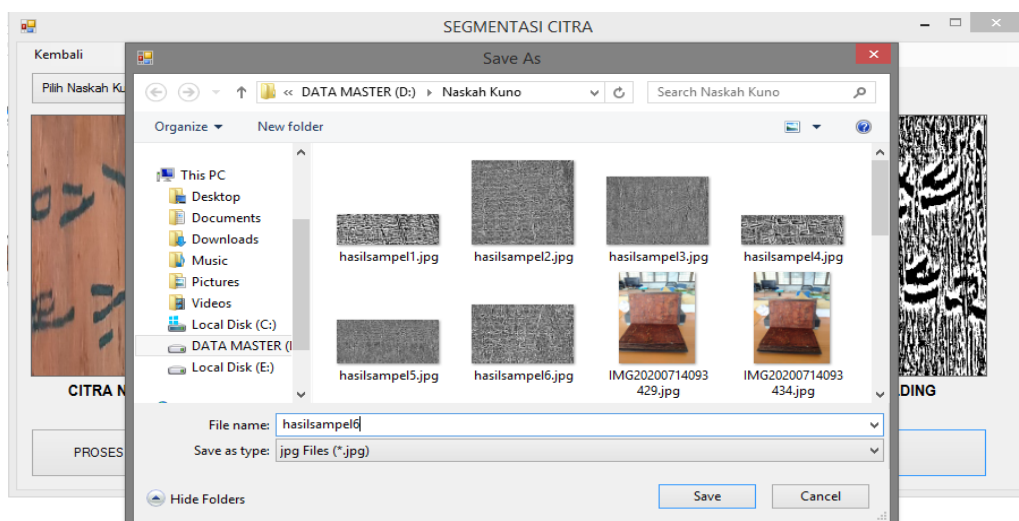 SEGMENTASI CITRA
Kembali
Save As
Pilih Naskah Ku
« DATA MASTER (D:) ▸ Naskah Kuno
Search Naskah Kuno
Organize
New folder
This PC
Desktop
Documents
Downloads
Music
Pictures
Videos
Local Disk (C:)
DATA MASTER (I
Local Disk (E:)
hasilsampel1.jpg
hasilsampel2.jpg
hasilsampel3.jpg
hasilsampel4.jpg
hasilsampel5.jpg
hasilsampel6.jpg
IMG20200714093
429.jpg
IMG20200714093
434.jpg
CITRA N
DING
File name: hasilsampel6
Save as type: jpg Files (*.jpg)
PROSES
Hide Folders
Save
Cancel